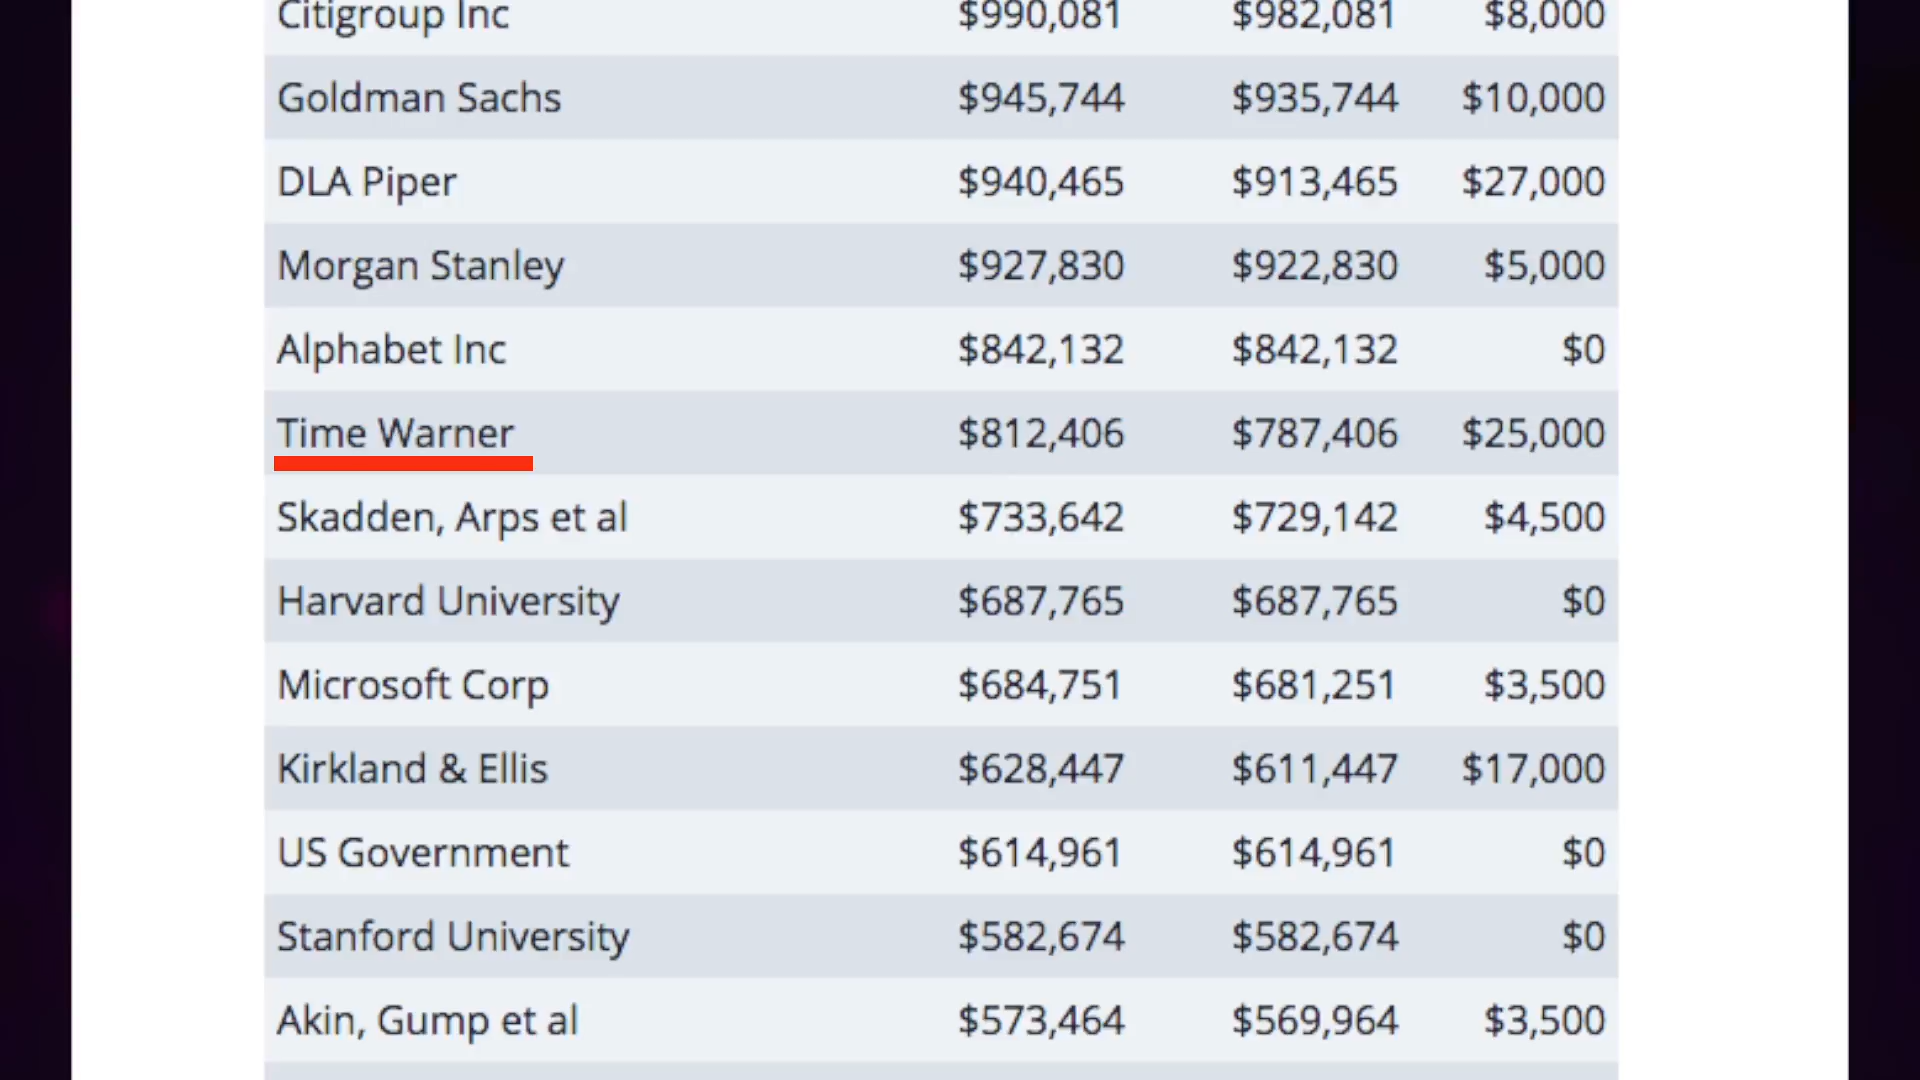 Citigroup Inc $990,081 $982,081 $8,000
Goldman Sachs $945,744 $935,744 $10,000
DLA Piper $940,465 $913,465 $27,000
Morgan Stanley $927,830 $922,830 $5,000
Alphabet Inc $842,132 $842,132 $0
Time Warner $812,406 $787,406 $25,000
Skadden, Arps et al $733,642 $729,142 $4,500
Harvard University $687,765 $687,765 $0
Microsoft Corp $684,751 $681,251 $3,500
Kirkland & Ellis $628,447 $611,447 $17,000
US Government $614,961 $614,961 $0
Stanford University $582,674 $582,674 $0
Akin, Gump et al $573,464 $569,964 $3,500